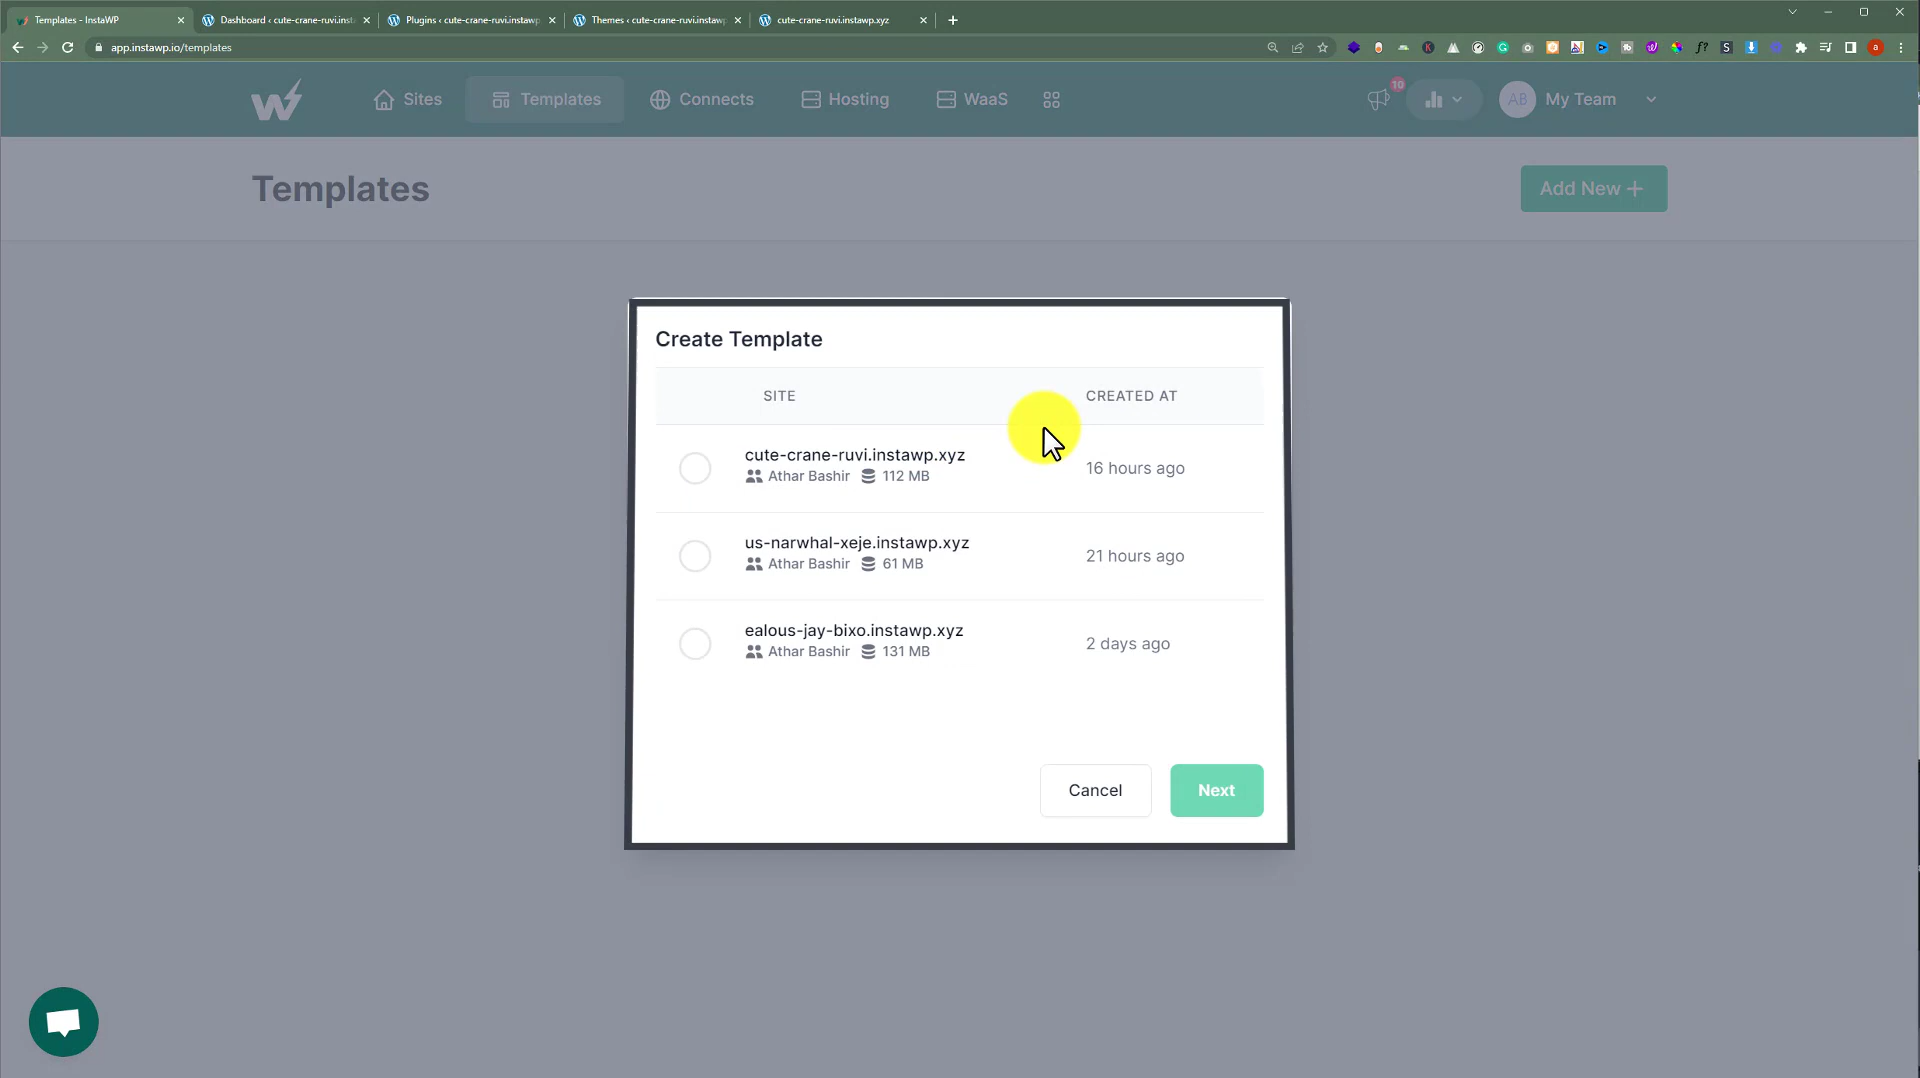 Templates - InstaWP
Dashboard ‹ cute-crane-ruvi.inst
Plugins ‹ cute-crane-ruvi.instawp
Themes ‹ cute-crane-ruvi.instawp
cute-crane-ruvi.instawp.xyz
app.instawp.io/templates
Sites
Templates
Connects
Hosting
WaaS
10
AB
My Team
Templates
Add New +
Create Template
SITE
CREATED AT
cute-crane-ruvi.instawp.xyz
Athar Bashir 112 MB
16 hours ago
us-narwhal-xeje.instawp.xyz
Athar Bashir 61 MB
21 hours ago
ealous-jay-bixo.instawp.xyz
Athar Bashir 131 MB
2 days ago
Cancel
Next